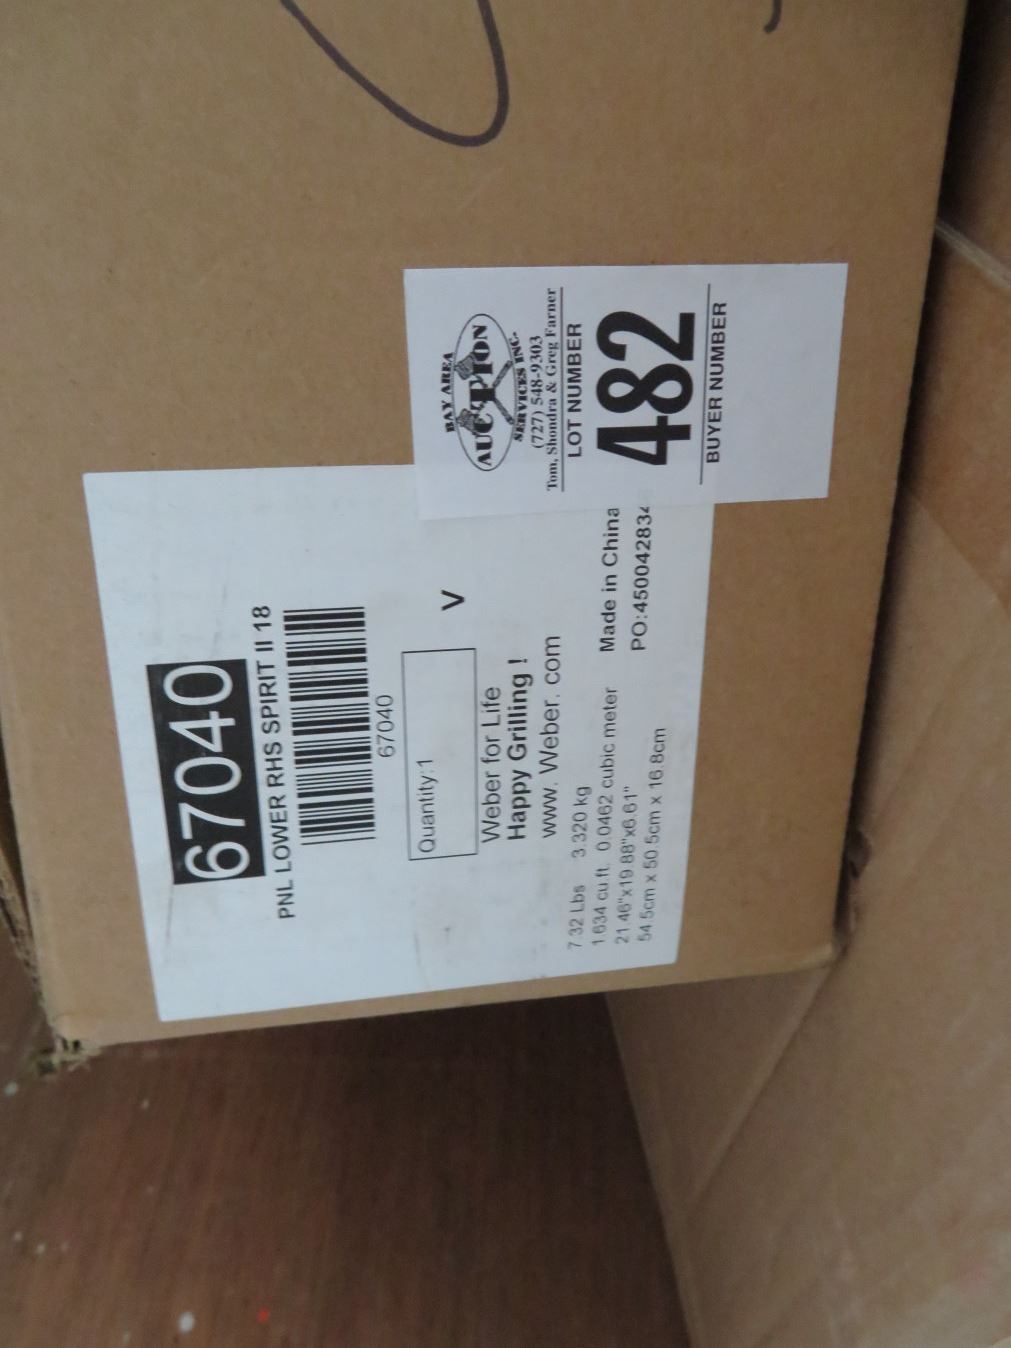 67040
PNL LOWER RHS SPIRIT II 18
67040
Quantity:1
V
Weber for Life
Happy Grilling !
www. Weber. com
7.32 Lbs 3.320 kg
1.634 cu.ft. 0.0462 cubic meter Made in China
21.46"x19.88"x6.61" PO:450042834
54.5cm x 50 5cm x 16.8cm
BAY AREA
AUCTION
SERVICES INC.
(727) 548-9303
Tom, Shondra & Greg Farner
LOT NUMBER
482
BUYER NUMBER